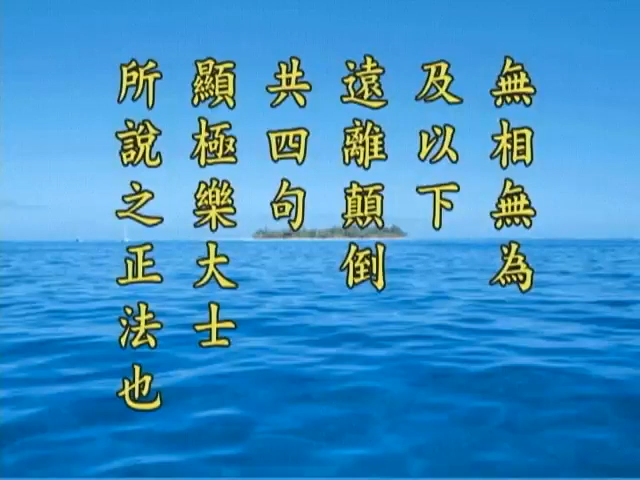 無相無為
及以下
遠離顛倒
共四句
顯極樂大士
所說之正法也